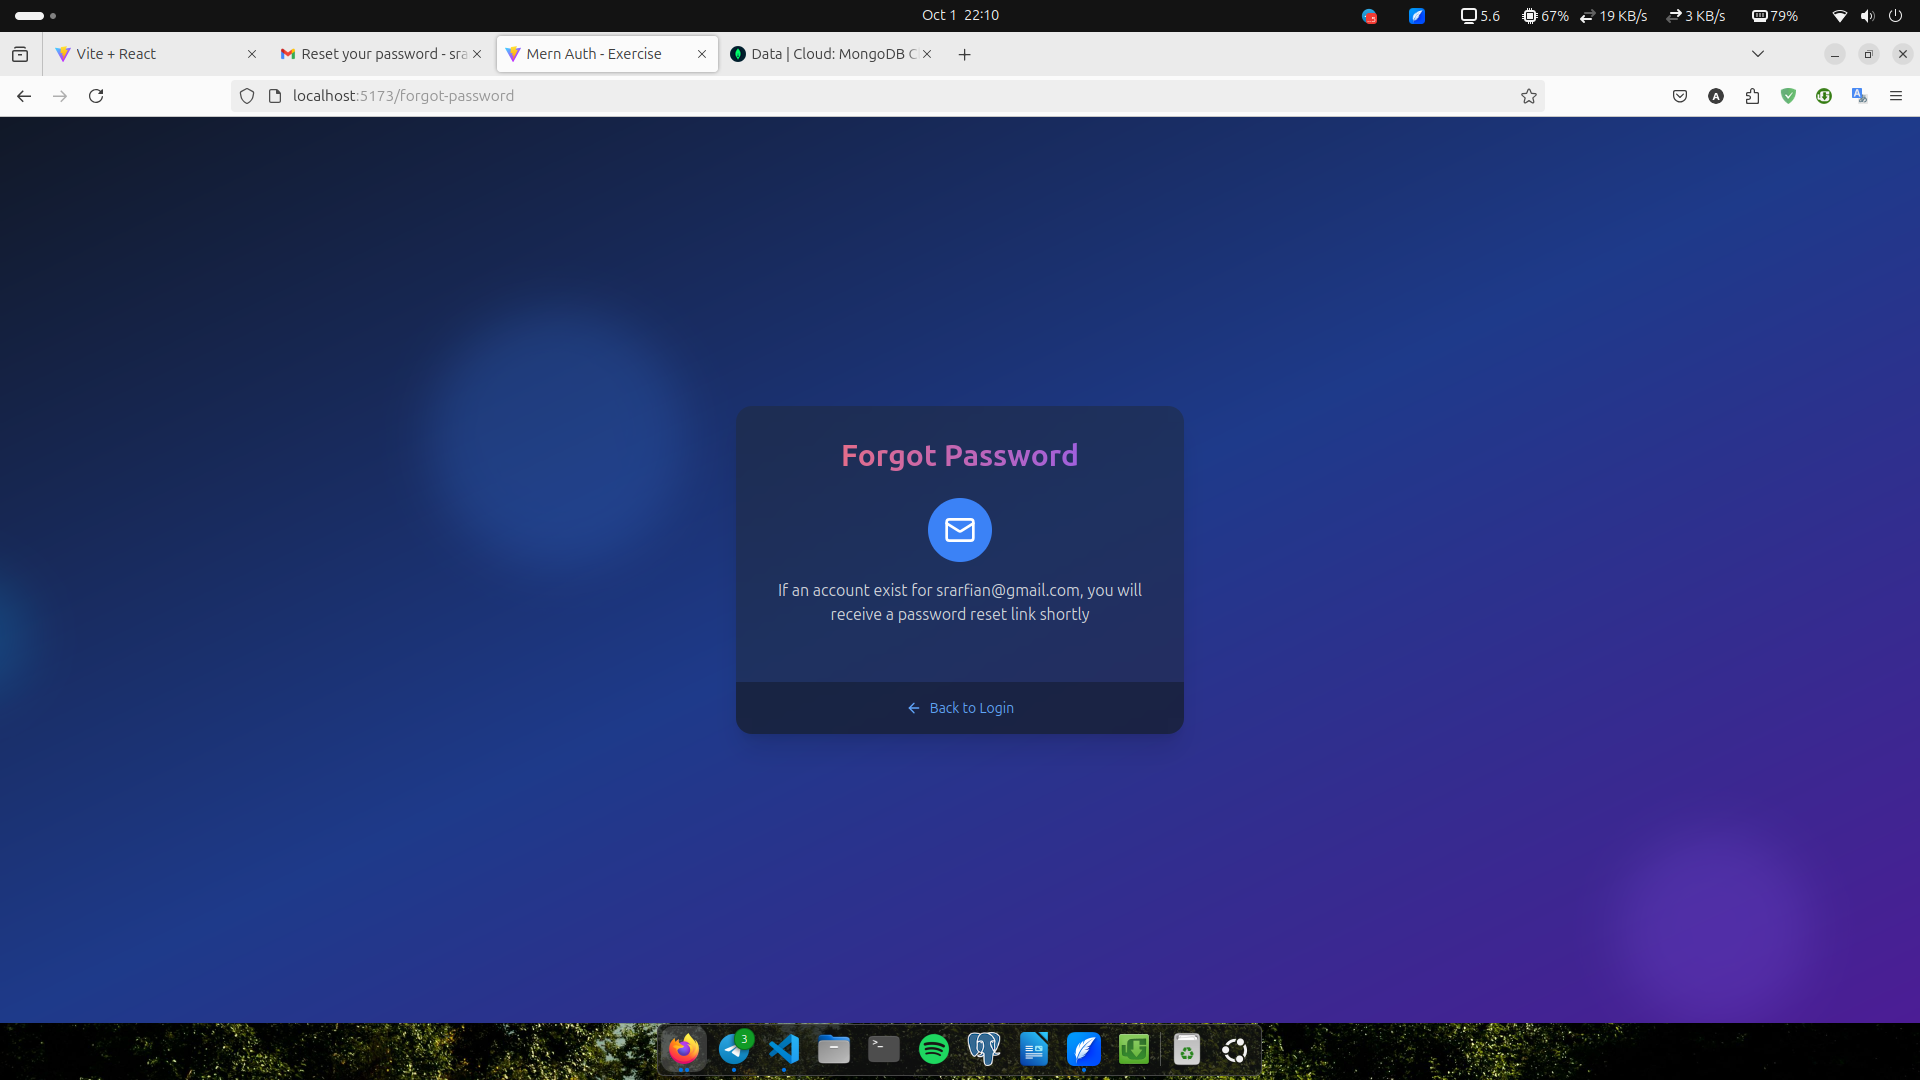 Oct 1 22:10
5.6
67%
19 KB/s
3 KB/s
79%
Vite + React
Reset your password - sra
Mern Auth - Exercise
Data | Cloud: MongoDB C
localhost:5173/forgot-password
Forgot Password
If an account exist for srarfian@gmail.com, you will
receive a password reset link shortly
Back to Login
3